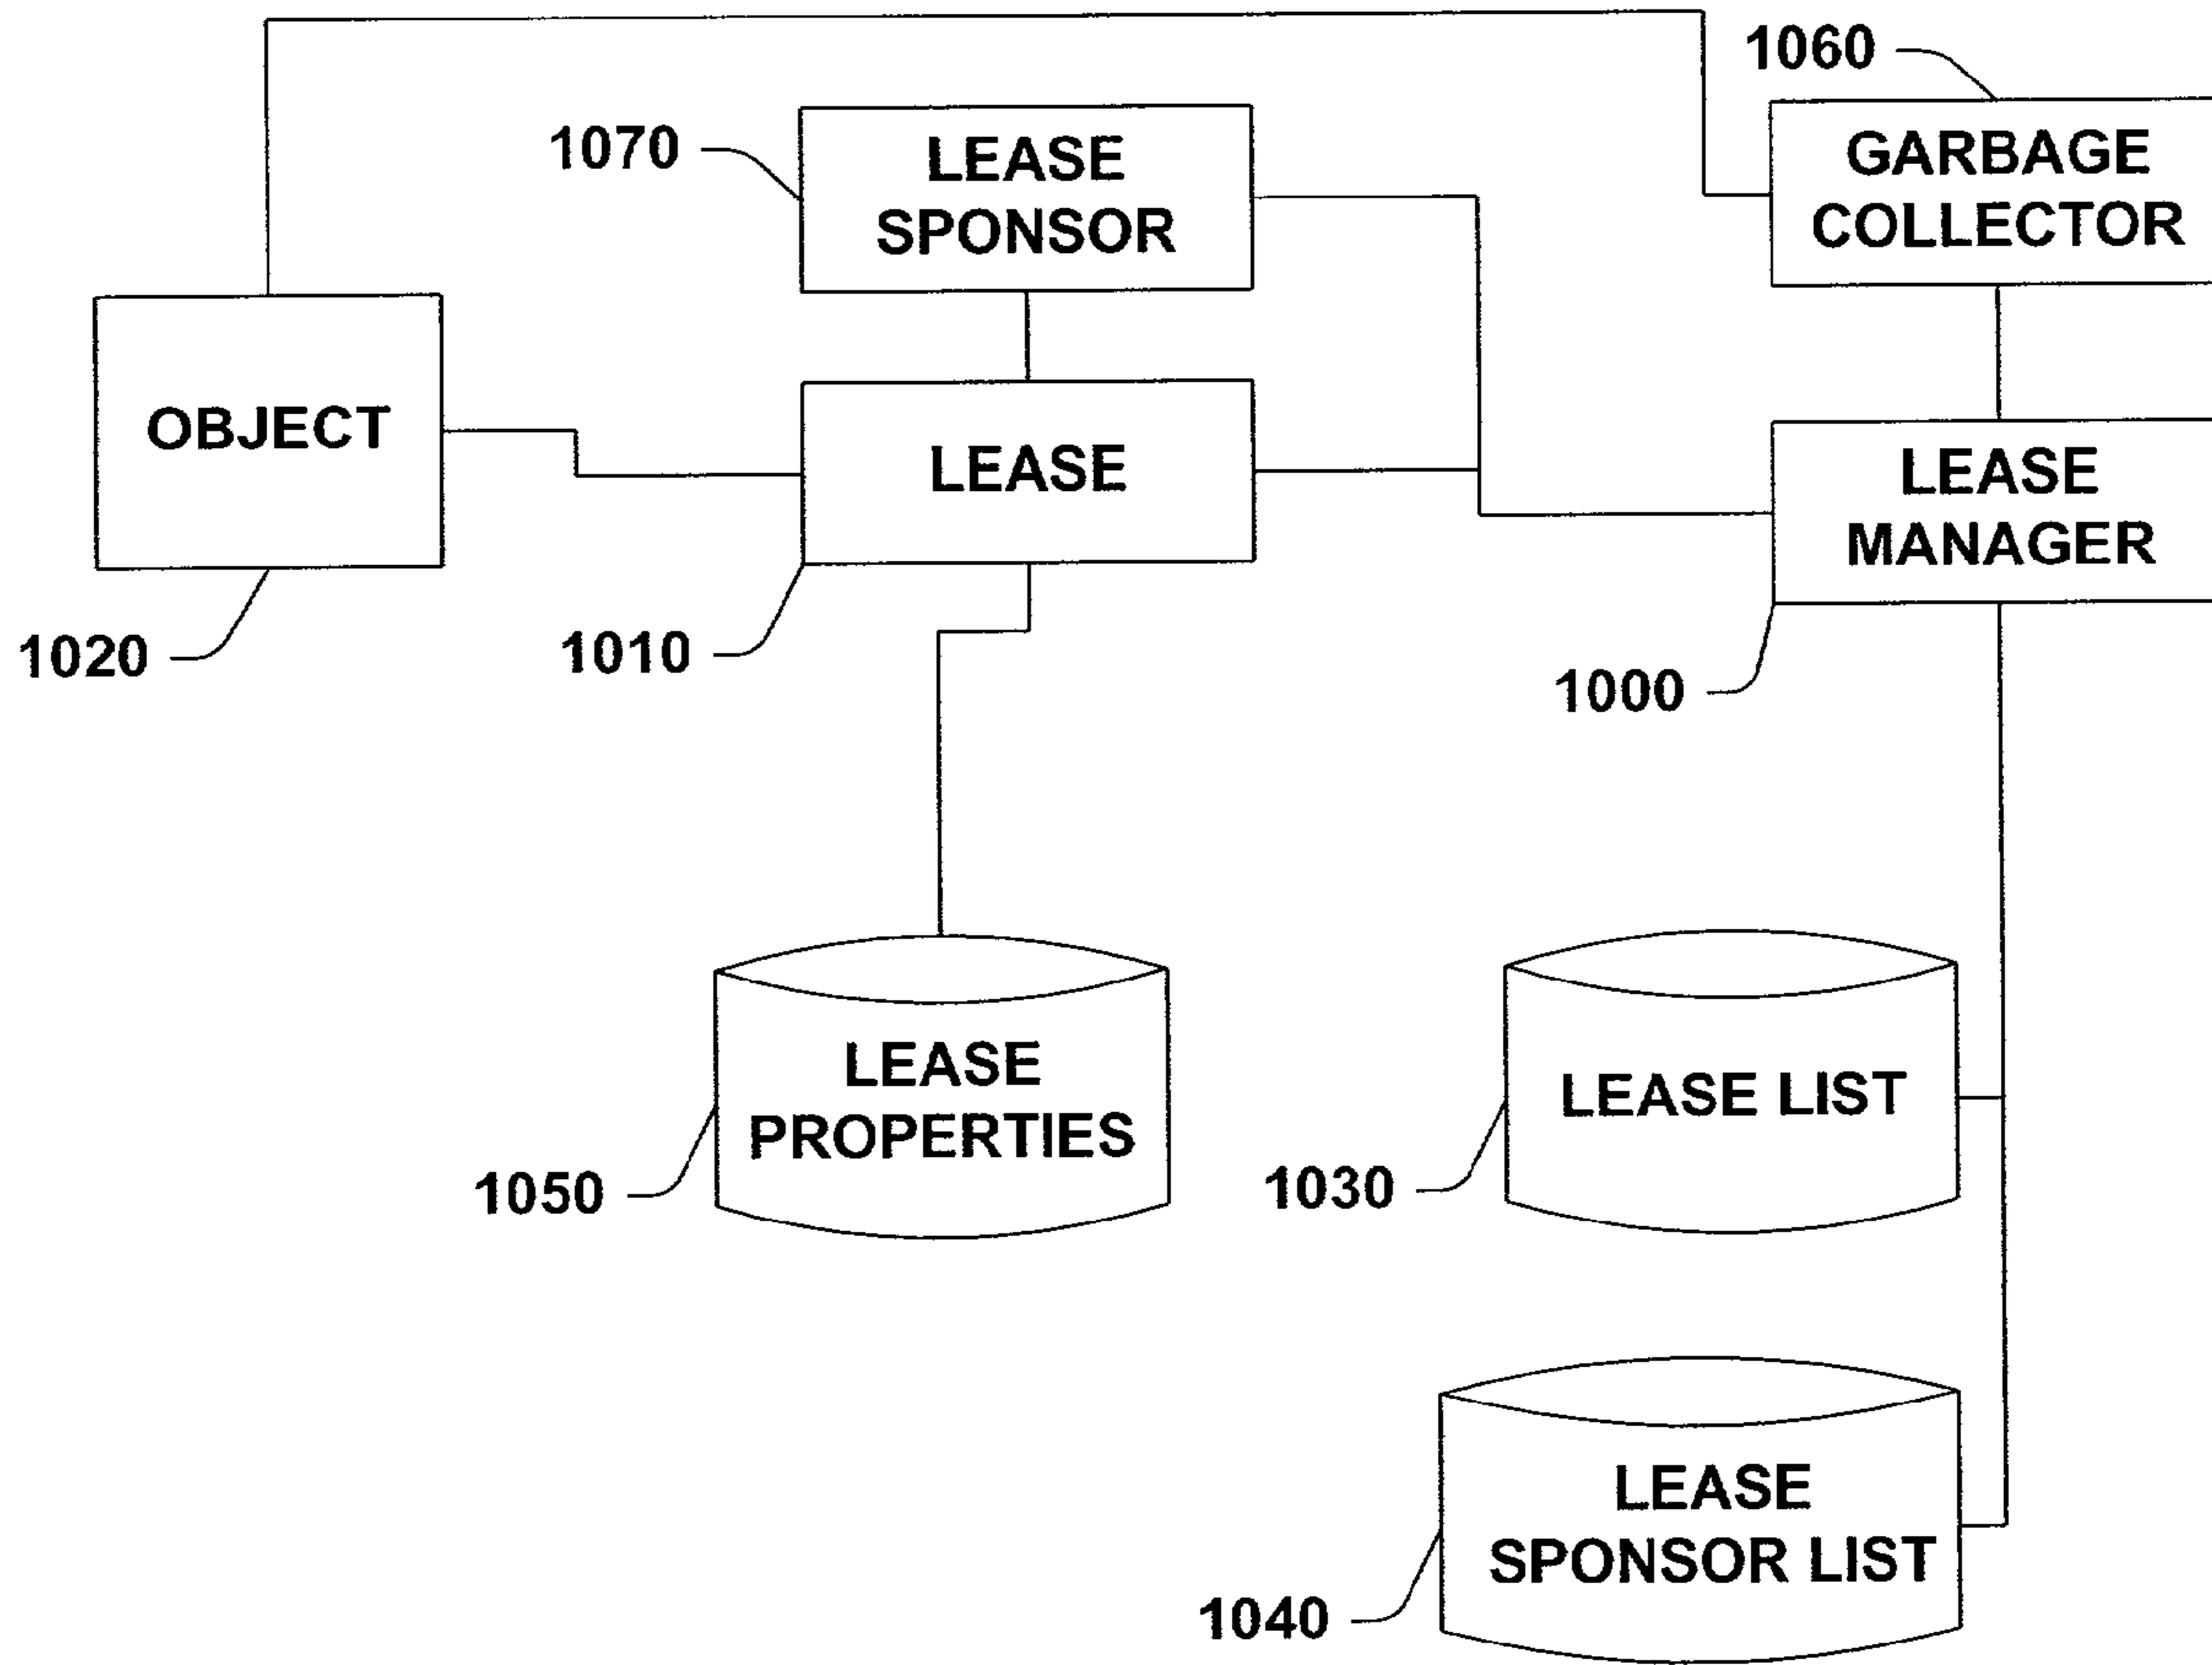 1060
1070
LEASE
SPONSOR
GARBAGE
COLLECTOR
OBJECT
LEASE
LEASE
MANAGER
1020
1010
1000
LEASE
PROPERTIES
LEASE LIST
1050
1030
LEASE
SPONSOR LIST
1040